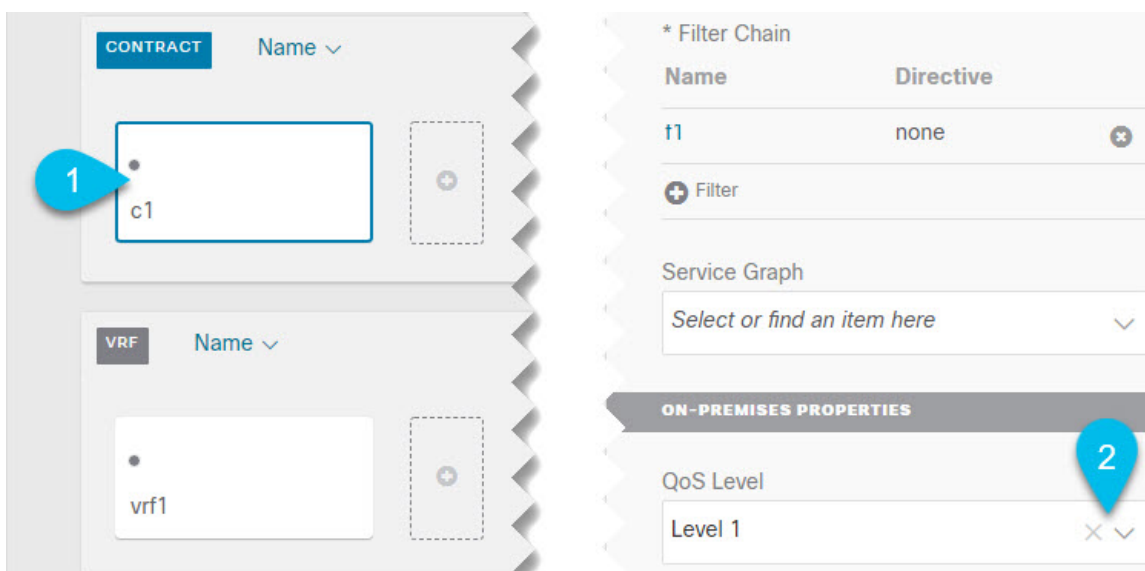 CONTRACT Name
1
c1
VRF Name
vrf1
* Filter Chain
Name Directive
f1 none
Filter
Service Graph
Select or find an item here
ON-PREMISES PROPERTIES
2
QoS Level
Level 1